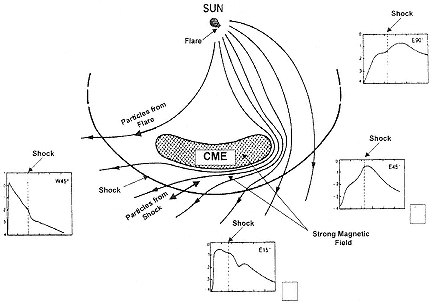 SUN
Flare
Shock
E90°
Particles from
Flare
CME
Shock
W45°
Shock
Particles from
Shock
Shock
E45°
Strong Magnetic
Field
Shock
E15°